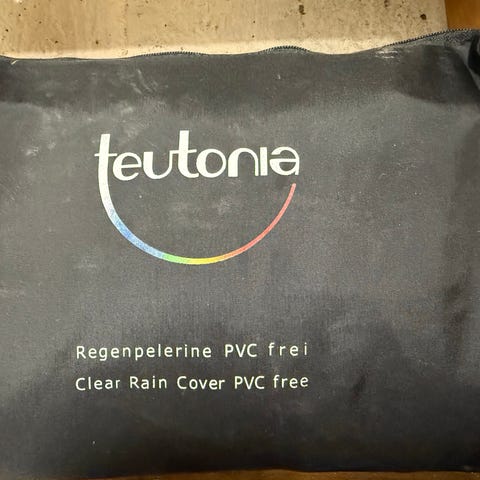 teutonia
Regenpelerine PVC frei
Clear Rain Cover PVC free